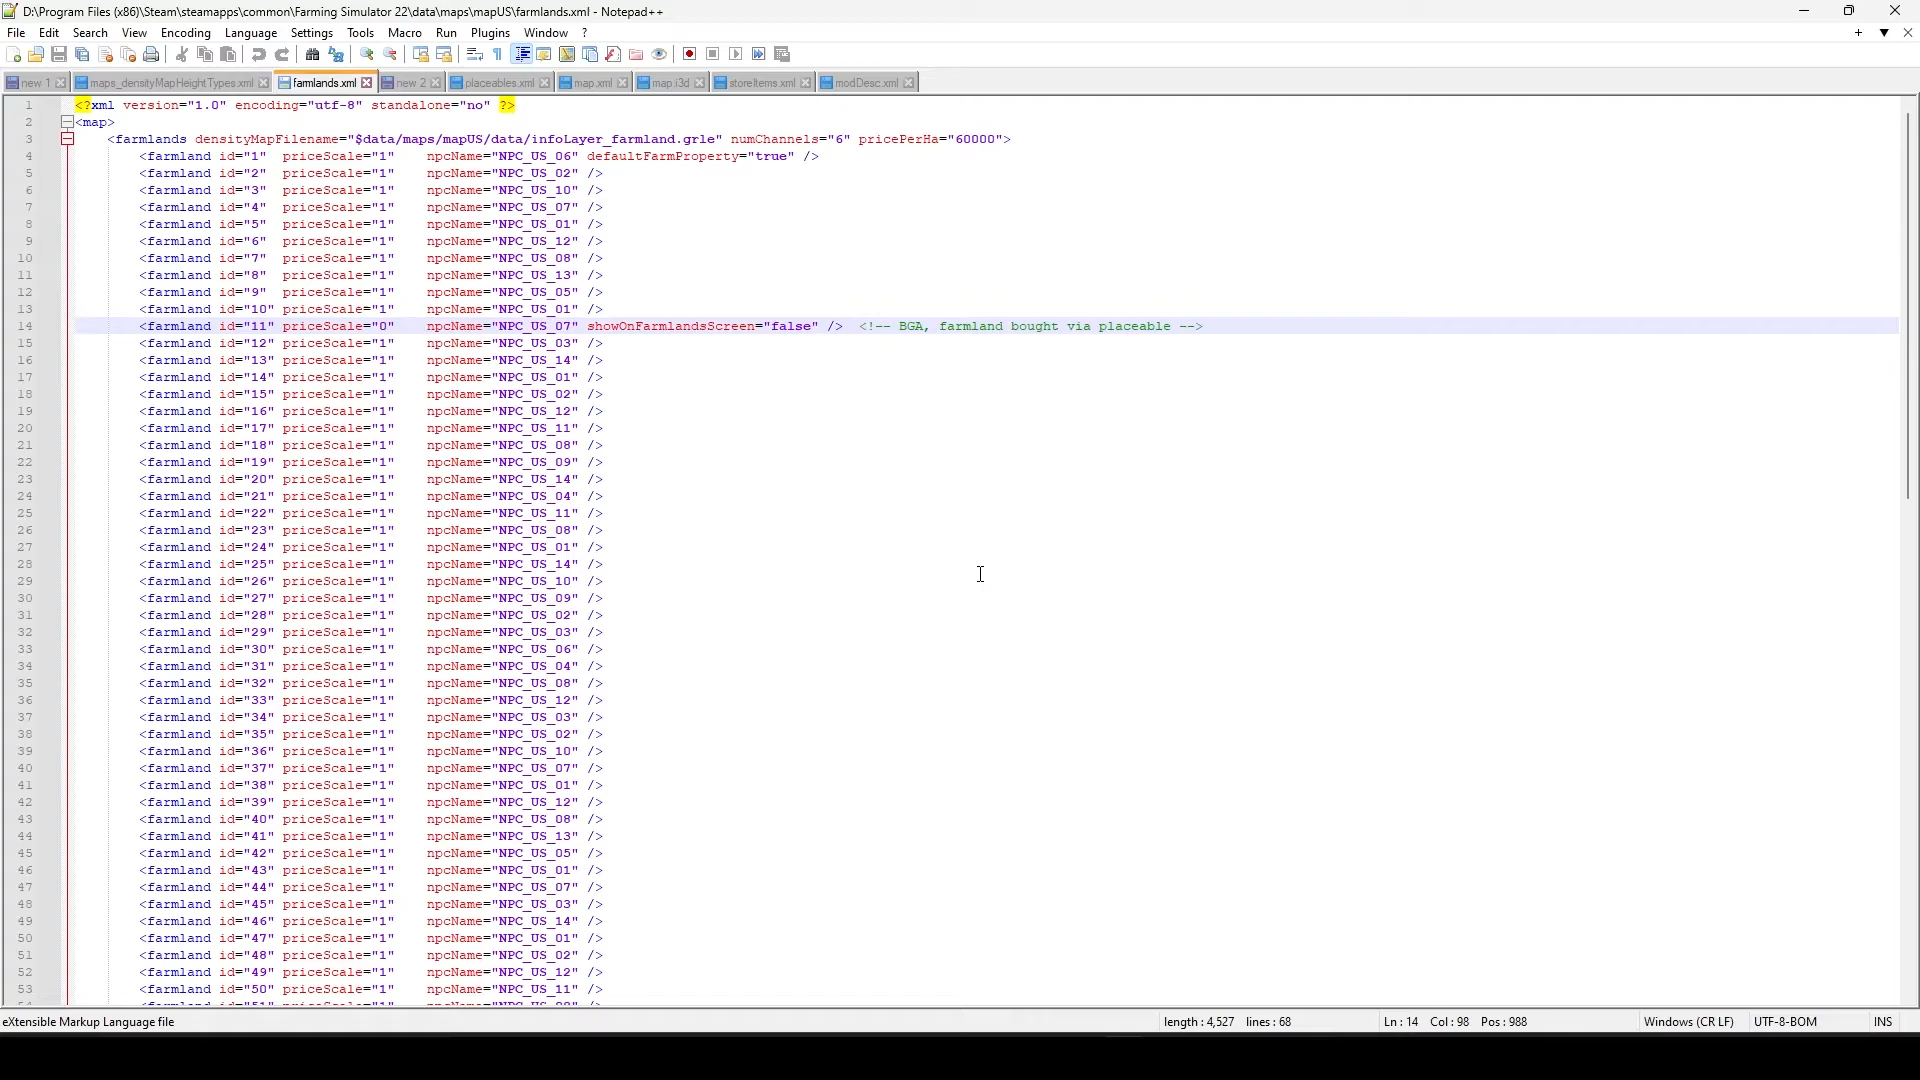 D:\Program Files (x86)\Steam\steamapps\common\Farming Simulator 22\data\maps\mapUS\farmlands.xml - Notepad++
File Edit Search View Encoding Language Settings Tools Macro Run Plugins Window ?
new 1 maps_densityMapHeightTypes.xml farmlands.xml new 2 placeables.xml map.xml map.i3d storeItems.xml modDesc.xml
1 <?xml version="1.0" encoding="utf-8" standalone="no" ?>
2 <map>
3 <farmlands densityMapFilename="$data/maps/mapUS/data/infoLayer_farmland.grle" numChannels="6" pricePerHa="60000">
4 <farmland id="1" priceScale="1" npcName="NPC_US_06" defaultFarmProperty="true" />
5 <farmland id="2" priceScale="1" npcName="NPC_US_02" />
6 <farmland id="3" priceScale="1" npcName="NPC_US_10" />
7 <farmland id="4" priceScale="1" npcName="NPC_US_07" />
8 <farmland id="5" priceScale="1" npcName="NPC_US_01" />
9 <farmland id="6" priceScale="1" npcName="NPC_US_12" />
10 <farmland id="7" priceScale="1" npcName="NPC_US_08" />
11 <farmland id="8" priceScale="1" npcName="NPC_US_13" />
12 <farmland id="9" priceScale="1" npcName="NPC_US_05" />
13 <farmland id="10" priceScale="1" npcName="NPC_US_01" />
14 <farmland id="11" priceScale="0" npcName="NPC_US_07" showOnFarmlandsScreen="false" /> <!-- BGA, farmland bought via placeable -->
15 <farmland id="12" priceScale="1" npcName="NPC_US_03" />
16 <farmland id="13" priceScale="1" npcName="NPC_US_14" />
17 <farmland id="14" priceScale="1" npcName="NPC_US_01" />
18 <farmland id="15" priceScale="1" npcName="NPC_US_02" />
19 <farmland id="16" priceScale="1" npcName="NPC_US_12" />
20 <farmland id="17" priceScale="1" npcName="NPC_US_11" />
21 <farmland id="18" priceScale="1" npcName="NPC_US_08" />
22 <farmland id="19" priceScale="1" npcName="NPC_US_09" />
23 <farmland id="20" priceScale="1" npcName="NPC_US_14" />
24 <farmland id="21" priceScale="1" npcName="NPC_US_04" />
25 <farmland id="22" priceScale="1" npcName="NPC_US_11" />
26 <farmland id="23" priceScale="1" npcName="NPC_US_08" />
27 <farmland id="24" priceScale="1" npcName="NPC_US_01" />
28 <farmland id="25" priceScale="1" npcName="NPC_US_14" />
29 <farmland id="26" priceScale="1" npcName="NPC_US_10" />
30 <farmland id="27" priceScale="1" npcName="NPC_US_09" />
31 <farmland id="28" priceScale="1" npcName="NPC_US_02" />
32 <farmland id="29" priceScale="1" npcName="NPC_US_03" />
33 <farmland id="30" priceScale="1" npcName="NPC_US_06" />
34 <farmland id="31" priceScale="1" npcName="NPC_US_04" />
35 <farmland id="32" priceScale="1" npcName="NPC_US_08" />
36 <farmland id="33" priceScale="1" npcName="NPC_US_12" />
37 <farmland id="34" priceScale="1" npcName="NPC_US_03" />
38 <farmland id="35" priceScale="1" npcName="NPC_US_02" />
39 <farmland id="36" priceScale="1" npcName="NPC_US_10" />
40 <farmland id="37" priceScale="1" npcName="NPC_US_07" />
41 <farmland id="38" priceScale="1" npcName="NPC_US_01" />
42 <farmland id="39" priceScale="1" npcName="NPC_US_12" />
43 <farmland id="40" priceScale="1" npcName="NPC_US_08" />
44 <farmland id="41" priceScale="1" npcName="NPC_US_13" />
45 <farmland id="42" priceScale="1" npcName="NPC_US_05" />
46 <farmland id="43" priceScale="1" npcName="NPC_US_01" />
47 <farmland id="44" priceScale="1" npcName="NPC_US_07" />
48 <farmland id="45" priceScale="1" npcName="NPC_US_03" />
49 <farmland id="46" priceScale="1" npcName="NPC_US_14" />
50 <farmland id="47" priceScale="1" npcName="NPC_US_01" />
51 <farmland id="48" priceScale="1" npcName="NPC_US_02" />
52 <farmland id="49" priceScale="1" npcName="NPC_US_12" />
53 <farmland id="50" priceScale="1" npcName="NPC_US_11" />
eXtensible Markup Language file length : 4,527 lines : 68 Ln : 14 Col : 98 Pos : 988 Windows (CR LF) UTF-8-BOM INS